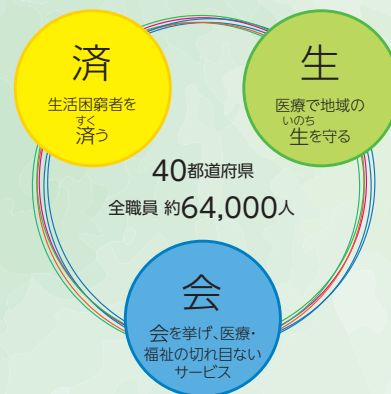 済
生活困窮者を
すく
済う
生
医療で地域の
いのち
生を守る
40都道府県
全職員 約64,000人
会
会を挙げ、医療・
福祉の切れ目ない
サービス